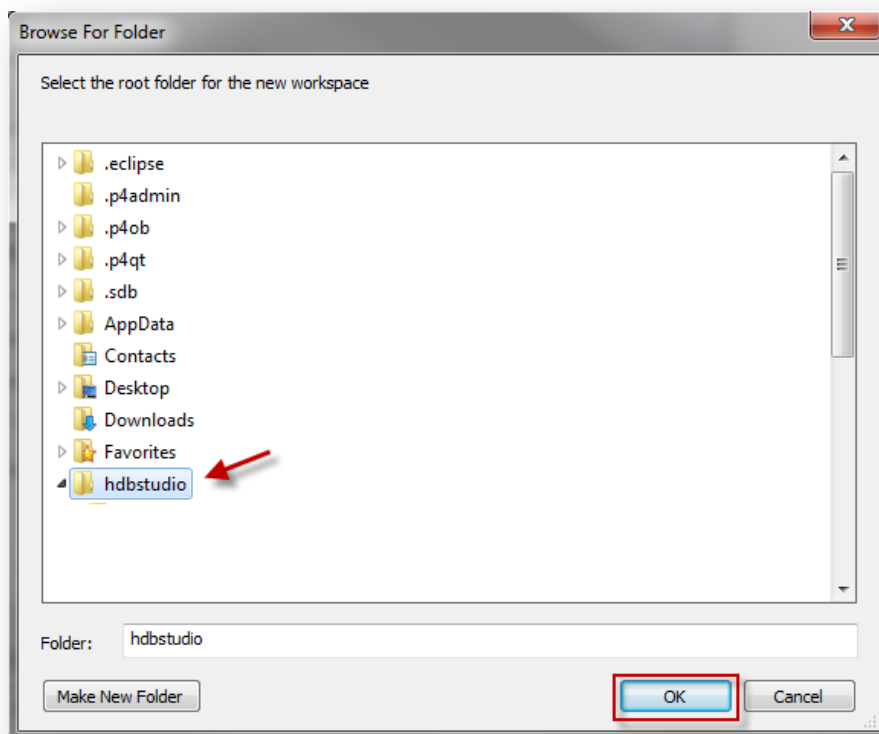 Browse For Folder
Select the root folder for the new workspace
.eclipse
.p4admin
.p4ob
.p4qt
.sdb
AppData
Contacts
Desktop
Downloads
Favorites
hdbstudio
Folder: hdbstudio
Make New Folder OK Cancel